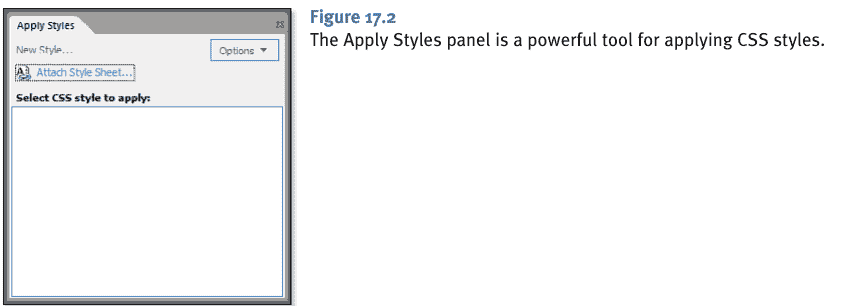 Apply Styles
New Style...
Options
Attach Style Sheet...
Select CSS style to apply:
Figure 17.2
The Apply Styles panel is a powerful tool for applying CSS styles.